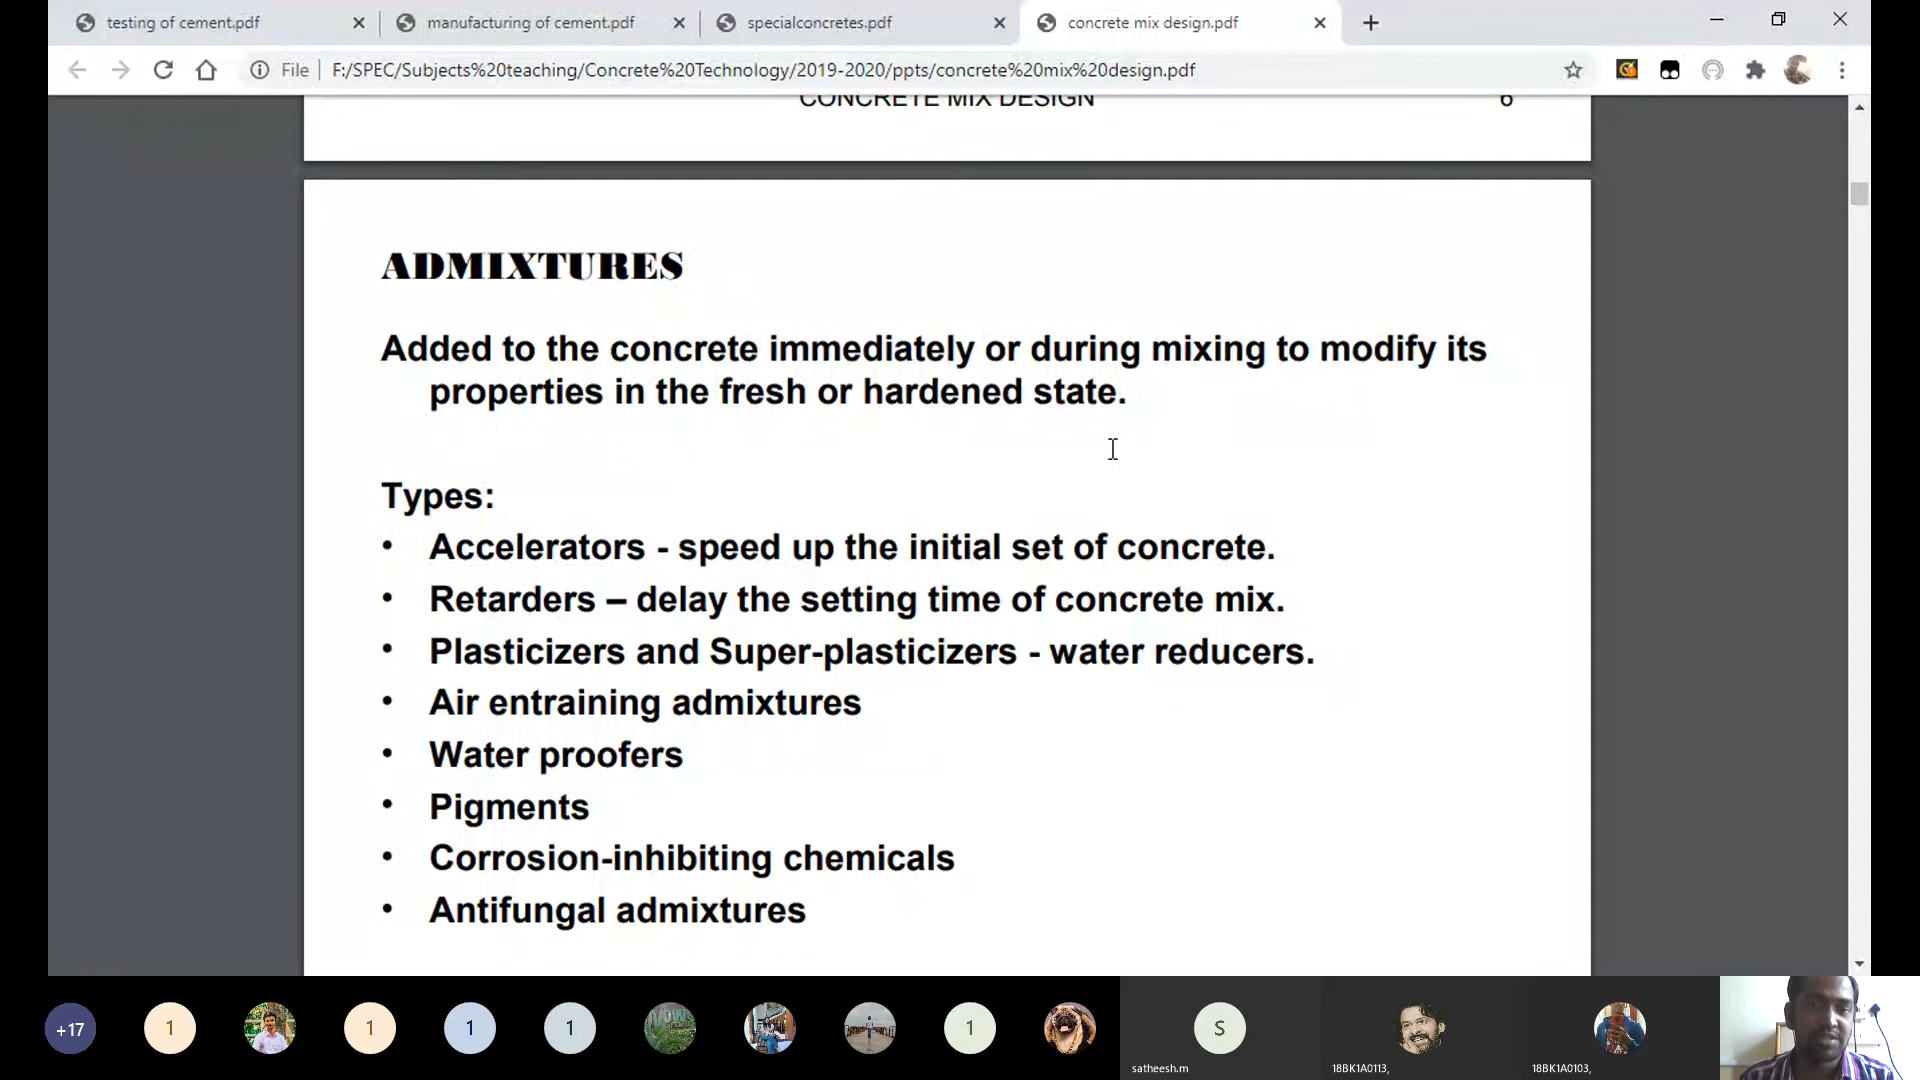 testing of cement.pdf
manufacturing of cement.pdf
specialconcretes.pdf
concrete mix design.pdf
File
F:/SPEC/Subjects%20teaching/Concrete%20Technology/2019-2020/ppts/concrete%20mix%20design.pdf
CONCRETE MIX DESIGN 6
ADMIXTURES
Added to the concrete immediately or during mixing to modify its
properties in the fresh or hardened state.
Types:
• Accelerators - speed up the initial set of concrete.
• Retarders – delay the setting time of concrete mix.
• Plasticizers and Super-plasticizers - water reducers.
• Air entraining admixtures
• Water proofers
• Pigments
• Corrosion-inhibiting chemicals
• Antifungal admixtures
+17 1 1 1 1 1 S
satheesh.m 18BK1A0113, 18BK1A0103,